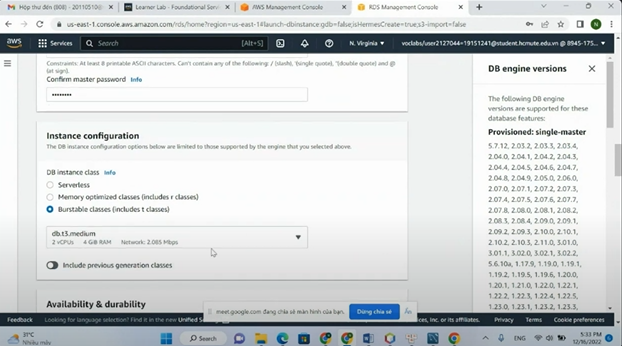 Hộp thư đến (808) - 20110510@
Learner Lab - Foundational Servi
AWS Management Console
RDS Management Console
us-east-1.console.aws.amazon.com/rds/home?region=us-east-1#launch-dbinstance:gdb=false;isHermesCreate=true;s3-import=false
aws
Services
Search
[Alt+S]
N. Virginia
voclabs/user2127044=19151241@student.hcmute.edu.vn @ 8945-175...
Constraints: At least 8 printable ASCII characters. Can't contain any of the following: / (slash), '(single quote), "(double quote) and @
(at sign).
Confirm master password Info
Instance configuration
The DB instance configuration options below are limited to those supported by the engine that you selected above.
DB instance class Info
Serverless
Memory optimized classes (includes r classes)
Burstable classes (includes t classes)
db.t3.medium
2 vCPUs 4 GiB RAM Network: 2,085 Mbps
Include previous generation classes
Availability & durability
DB engine versions
The following DB engine
versions are supported for these
database features:
Provisioned: single-master
5.7.12, 2.03.2, 2.03.3, 2.03.4,
2.04.0, 2.04.1, 2.04.2, 2.04.3,
2.04.4, 2.04.5, 2.04.6, 2.04.7,
2.04.8, 2.04.9, 2.05.0, 2.06.0,
2.07.0, 2.07.1, 2.07.2, 2.07.3,
2.07.4, 2.07.5, 2.07.6, 2.07.7,
2.07.8, 2.08.0, 2.08.1, 2.08.2,
2.08.3, 2.08.4, 2.09.0, 2.09.1,
2.09.2, 2.09.3, 2.10.0, 2.10.1,
2.10.2, 2.10.3, 2.11.0, 3.01.0,
3.01.1, 3.02.0, 3.02.1, 3.02.2,
5.6.10a, 1.17.9, 1.19.0, 1.19.1,
1.19.2, 1.19.5, 1.19.6, 1.20.0,
1.20.1, 1.21.0, 1.22.0, 1.22.1,
1.22.2, 1.22.3, 1.22.4, 1.22.5,
1.23.0, 1.23.1, 1.23.2, 1.23.3,
Feedback
Looking for language selection? Find it in the new Unified
meet.google.com đang chia sẻ màn hình của bạn.
Dừng chia sẻ
Ẩn
ices, Inc. or its affiliates.
Privacy
Terms
Cookie preferences
31°C
Nhiều mây
Search
ENG
5:33 PM
12/16/2022